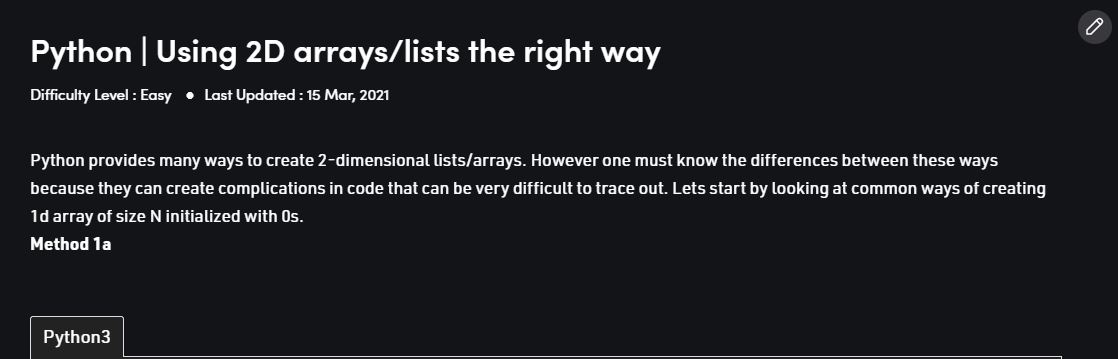 Python | Using 2D arrays/lists the right way
Difficulty Level : Easy ● Last Updated : 15 Mar, 2021
Python provides many ways to create 2-dimensional lists/arrays. However one must know the differences between these ways
because they can create complications in code that can be very difficult to trace out. Lets start by looking at common ways of creating
1d array of size N initialized with 0s.
Method 1a
Python3